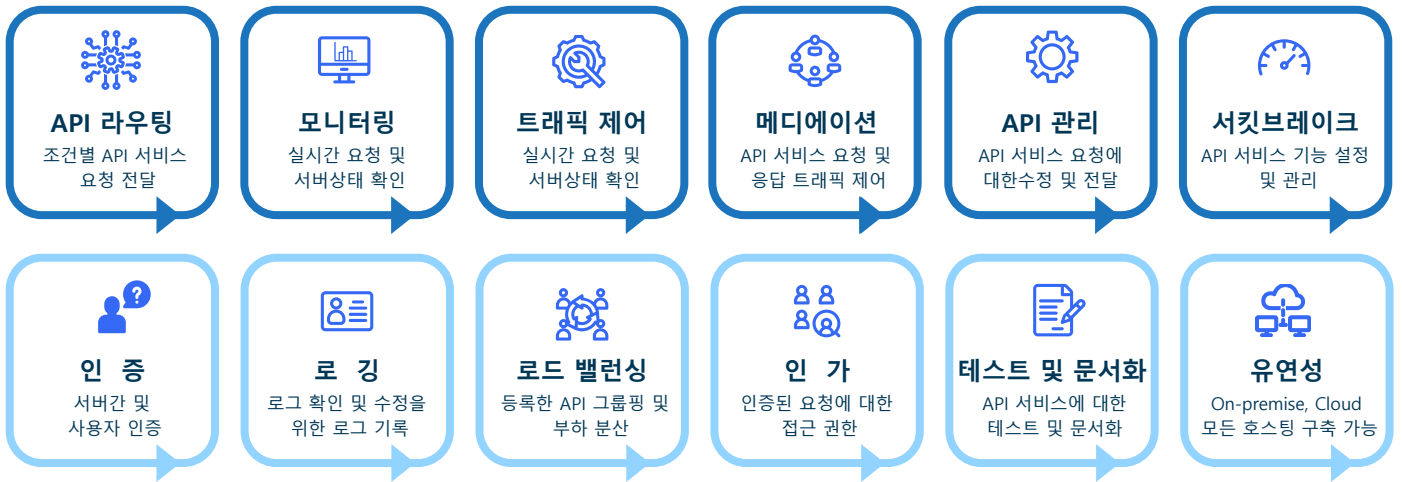 API 라우팅
조건별 API 서비스
요청 전달
모니터링
실시간 요청 및
서버상태 확인
트래픽 제어
실시간 요청 및
서버상태 확인
메디에이션
API 서비스 요청 및
응답 트래픽 제어
API 관리
API 서비스 요청에
대한수정 및 전달
서킷브레이크
API 서비스 기능 설정
및 관리
?
인 증
서버간 및
사용자 인증
로 깅
로그 확인 및 수정을
위한 로그 기록
로드 밸런싱
등록한 API 그룹핑 및
부하 분산
인 가
인증된 요청에 대한
접근 권한
테스트 및 문서화
API 서비스에 대한
테스트 및 문서화
유연성
On-premise, Cloud
모든 호스팅 구축 가능